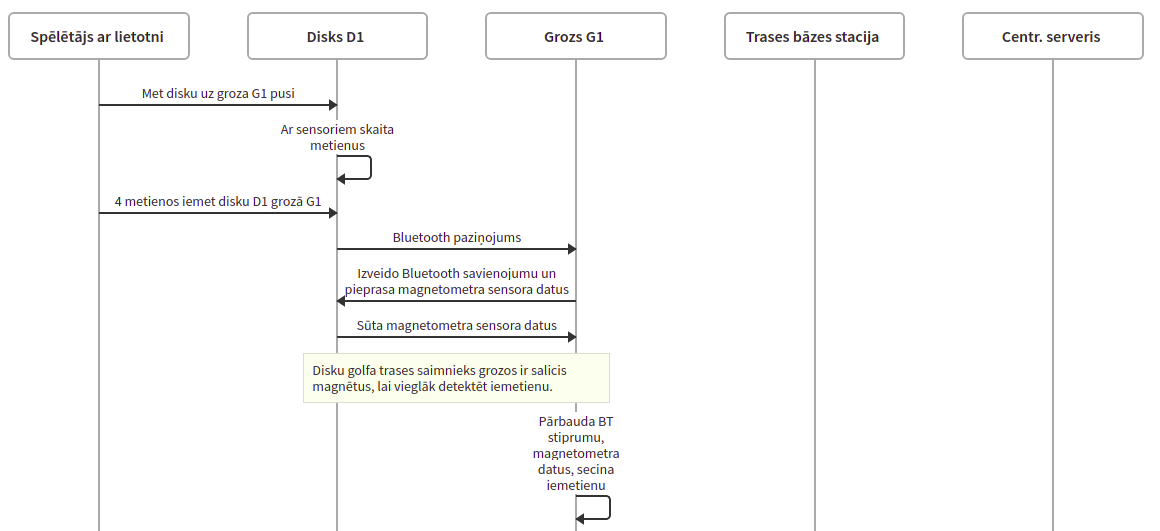 Spēlētājs ar lietotni
Disks D1
Grozs G1
Trases bāzes stacija
Centr. serveris
Met disku uz groza G1 pusi
Ar sensoriem skaita
metienus
4 metienos iemet disku D1 grozā G1
Bluetooth paziņojums
Izveido Bluetooth savienojumu un
pieprasa magnetometra sensora datus
Sūta magnetometra sensora datus
Disku golfa trases saimnieks grozos ir salicis
magnētus, lai vieglāk detektēt iemetienu.
Pārbauda BT
stiprumu,
magnetometra
datus, secina
iemetienu